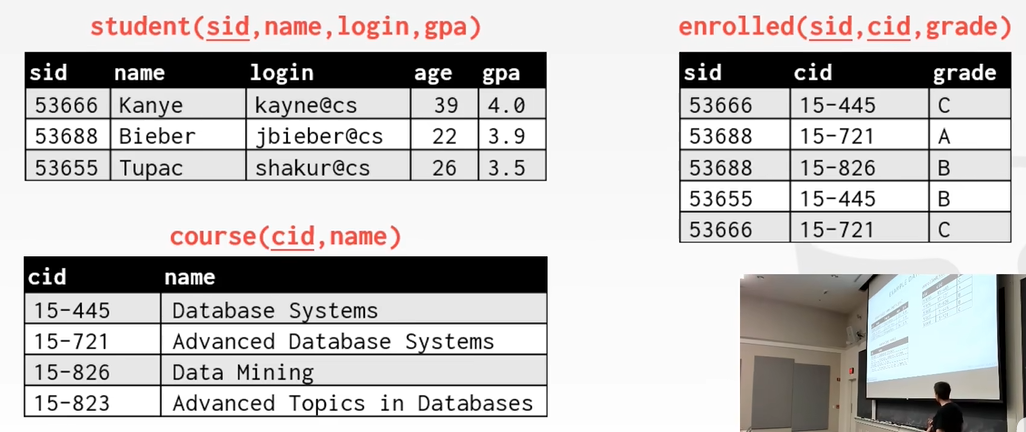 student(sid,name,login,gpa)
sid name login age gpa
53666 Kanye kayne@cs 39 4.0
53688 Bieber jbieber@cs 22 3.9
53655 Tupac shakur@cs 26 3.5
course(cid,name)
cid name
15-445 Database Systems
15-721 Advanced Database Systems
15-826 Data Mining
15-823 Advanced Topics in Databases
enrolled(sid,cid,grade)
sid cid grade
53666 15-445 C
53688 15-721 A
53688 15-826 B
53655 15-445 B
53666 15-721 C